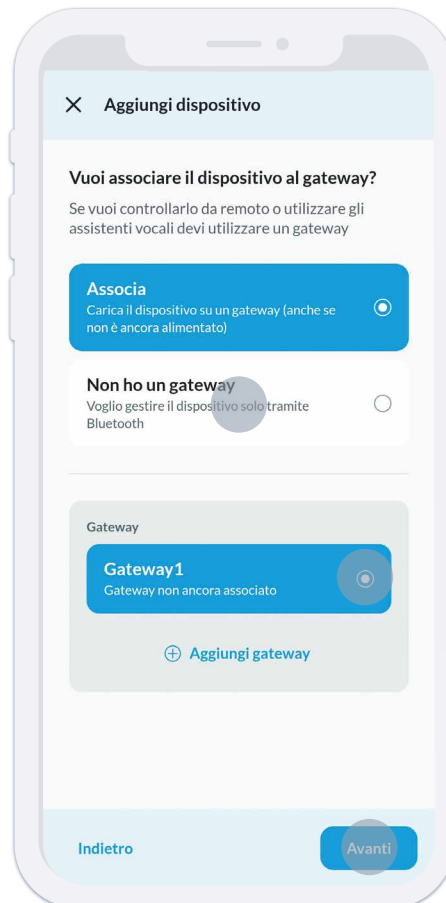 Aggiungi dispositivo
Vuoi associare il dispositivo al gateway?
Se vuoi controllarlo da remoto o utilizzare gli
assistenti vocali devi utilizzare un gateway
Associa
Carica il dispositivo su un gateway (anche se
non è ancora alimentato)
Non ho un gateway
Voglio gestire il dispositivo solo tramite
Bluetooth
Gateway
Gateway1
Gateway non ancora associato
Aggiungi gateway
Indietro
Avanti